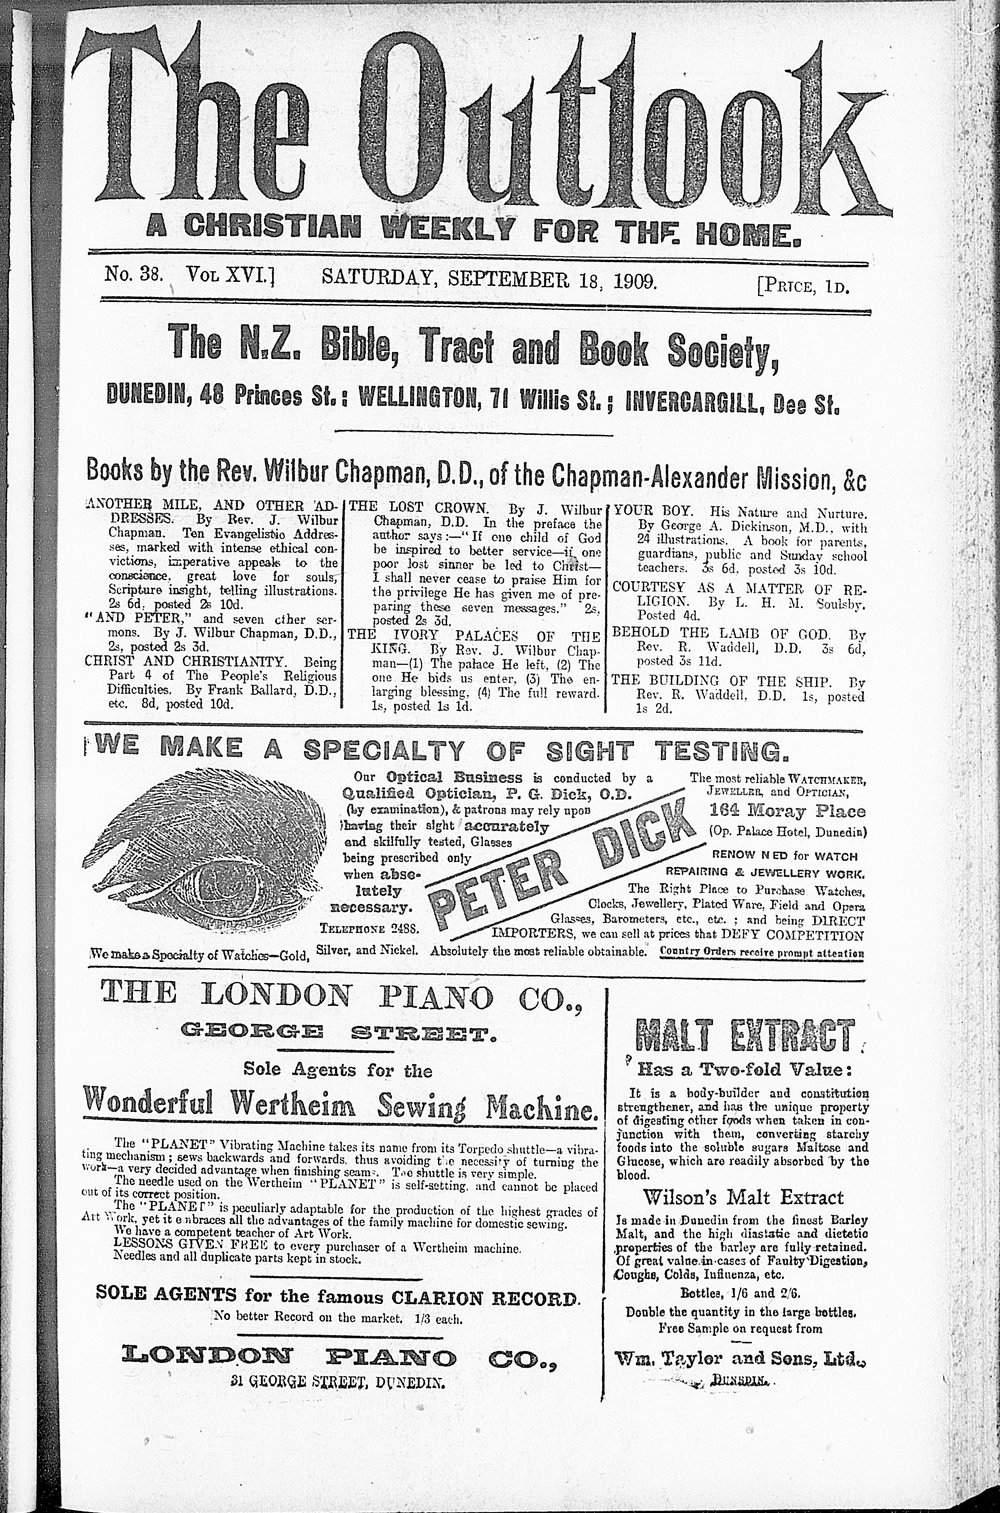 The Outlook
A CHRISTIAN WEEKLY FOR THE HOME.
No. 38. Vol XVI.] SATURDAY, SEPTEMBER 18, 1909. [Price, 1d.
The N.Z. Bible, Tract and Book Society,
DUNEDIN, 48 Princes St.; WELLINGTON, 71 Willis St.; INVERCARGILL, Dee St.
Books by the Rev. Wilbur Chapman, D.D., of the Chapman-Alexander Mission, &c
ANOTHER MILE, AND OTHER AD-
DRESSES. By Rev. J. Wilbur
Chapman. Ten Evangelistic Addres-
ses, marked with intense ethical con-
victions, imperative appeals to the
conscience, great love for souls,
Scripture insight, telling illustrations.
2s 6d, posted 2s 10d.
"AND PETER," and seven other ser-
mons. By J. Wilbur Chapman, D.D.,
2s, posted 2s 3d.
CHRIST AND CHRISTIANITY. Being
Part 4 of The People's Religious
Difficulties. By Frank Ballard, D.D.,
etc. 8d, posted 10d.
THE LOST CROWN. By J. Wilbur
Chapman, D.D. In the preface the
author says:—"If one child of God
be inspired to better service—if one
poor lost sinner be led to Christ—
I shall never cease to praise Him for
the privilege He has given me of pre-
paring these seven messages." 2s,
posted 2s 3d.
THE IVORY PALACES OF THE
KING. By Rev. J. Wilbur Chap-
man—(1) The palace He left, (2) The
one He bids us enter, (3) The en-
larging blessing, (4) The full reward.
1s, posted 1s 1d.
YOUR BOY. His Nature and Nurture.
By George A. Dickinson, M.D., with
24 illustrations. A book for parents,
guardians, public and Sunday school
teachers. 3s 6d, posted 3s 10d.
COURTESY AS A MATTER OF RE-
LIGION. By L. H. M. Soulsby.
Posted 4d.
BEHOLD THE LAMB OF GOD. By
Rev. R. Waddell, D.D. 3s 6d,
posted 3s 11d.
THE BUILDING OF THE SHIP. By
Rev. R. Waddell, D.D. 1s, posted
1s 2d.
WE MAKE A SPECIALTY OF SIGHT TESTING.
Our Optical Business is conducted by a
Qualified Optician, P. G. Dick, O.D.
(by examination), & patrons may rely upon
having their sight accurately
and skilfully tested, Glasses
being prescribed only
when abso-
lutely
necessary.
TELEPHONE 2488.
PETER DICK
The most reliable WATCHMAKER,
JEWELLER, and OPTICIAN,
164 Moray Place
(Op. Palace Hotel, Dunedin)
RENOW NED for WATCH
REPAIRING & JEWELLERY WORK.
The Right Place to Purchase Watches,
Clocks, Jewellery, Plated Ware, Field and Opera
Glasses, Barometers, etc., etc.; and being DIRECT
IMPORTERS, we can sell at prices that DEFY COMPETITION
We make a Specialty of Watches—Gold, Silver, and Nickel. Absolutely the most reliable obtainable. Country Orders receive prompt attention
THE LONDON PIANO CO.,
GEORGE STREET.
Sole Agents for the
Wonderful Wertheim Sewing Machine.
The "PLANET" Vibrating Machine takes its name from its Torpedo shuttle—a vibra-
ting mechanism; sews backwards and forwards, thus avoiding the necessity of turning the
work—a very decided advantage when finishing seams. The shuttle is very simple.
The needle used on the Wertheim "PLANET" is self-setting, and cannot be placed
out of its correct position.
The "PLANET" is peculiarly adaptable for the production of the highest grades of
Art Work, yet it embraces all the advantages of the family machine for domestic sewing.
We have a competent teacher of Art Work.
LESSONS GIVEN FREE to every purchaser of a Wertheim machine.
Needles and all duplicate parts kept in stock.
SOLE AGENTS for the famous CLARION RECORD.
No better Record on the market. 1/3 each.
LONDON PIANO CO.,
31 GEORGE STREET, DUNEDIN.
MALT EXTRACT
Has a Two-fold Value:
It is a body-builder and constitution
strengthener, and has the unique property
of digesting other foods when taken in con-
junction with them, converting starchy
foods into the soluble sugars Maltose and
Glucose, which are readily absorbed by the
blood.
Wilson's Malt Extract
Is made in Dunedin from the finest Barley
Malt, and the high diastatic and dietetic
properties of the barley are fully retained.
Of great value in cases of Faulty Digestion,
Coughs, Colds, Influenza, etc.
Bottles, 1/6 and 2/6.
Double the quantity in the large bottles.
Free Sample on request from
Wm. Taylor and Sons, Ltd.,
DUNEDIN.